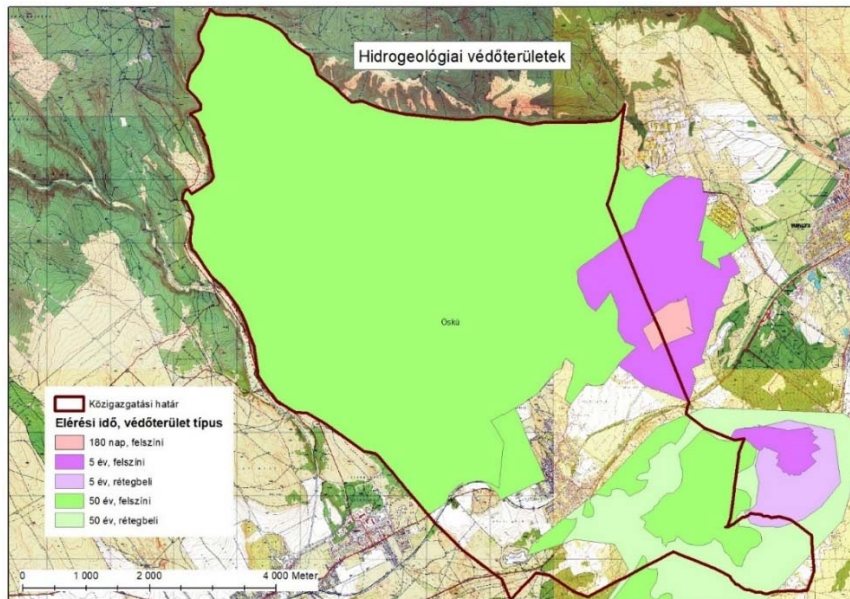 Hidrogeológiai védőterületek
Öskü
Közigazgatási határ
Elérési idő, védőterület típus
180 nap, felszíni
5 év, felszíni
5 év, rétegbeli
50 év, felszíni
50 év, rétegbeli
0 1 000 2 000 4 000 Meter